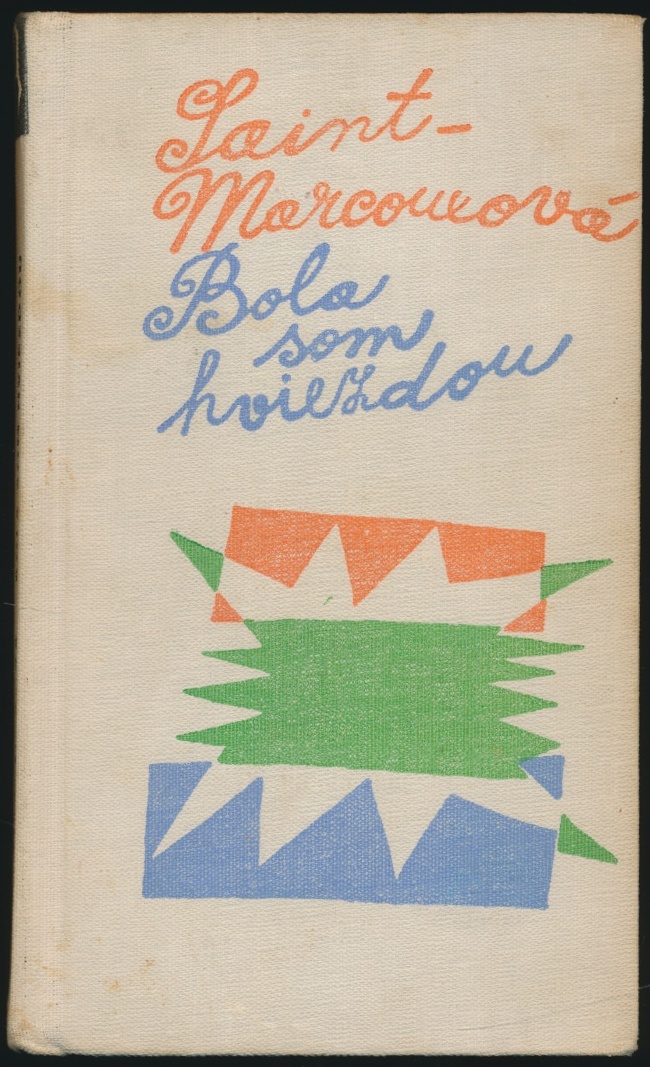 Saint-
Marcouxová
Bola
som
hviezdou